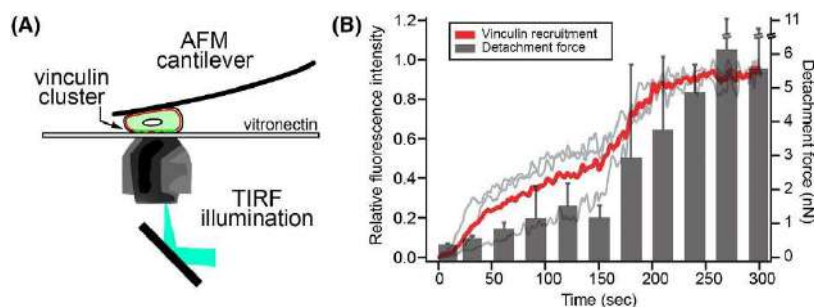 (A)
AFM
cantilever
vinculin
cluster
vitronectin
TIRF
illumination
(B)
Relative fluorescence intensity
1.2
1.0
0.8
0.6
0.4
0.2
0.0
Vinculin recruitment
Detachment force
11
6
5
4
3
2
1
0
Detachment force (nN)
0 50 100 150 200 250 300
Time (sec)